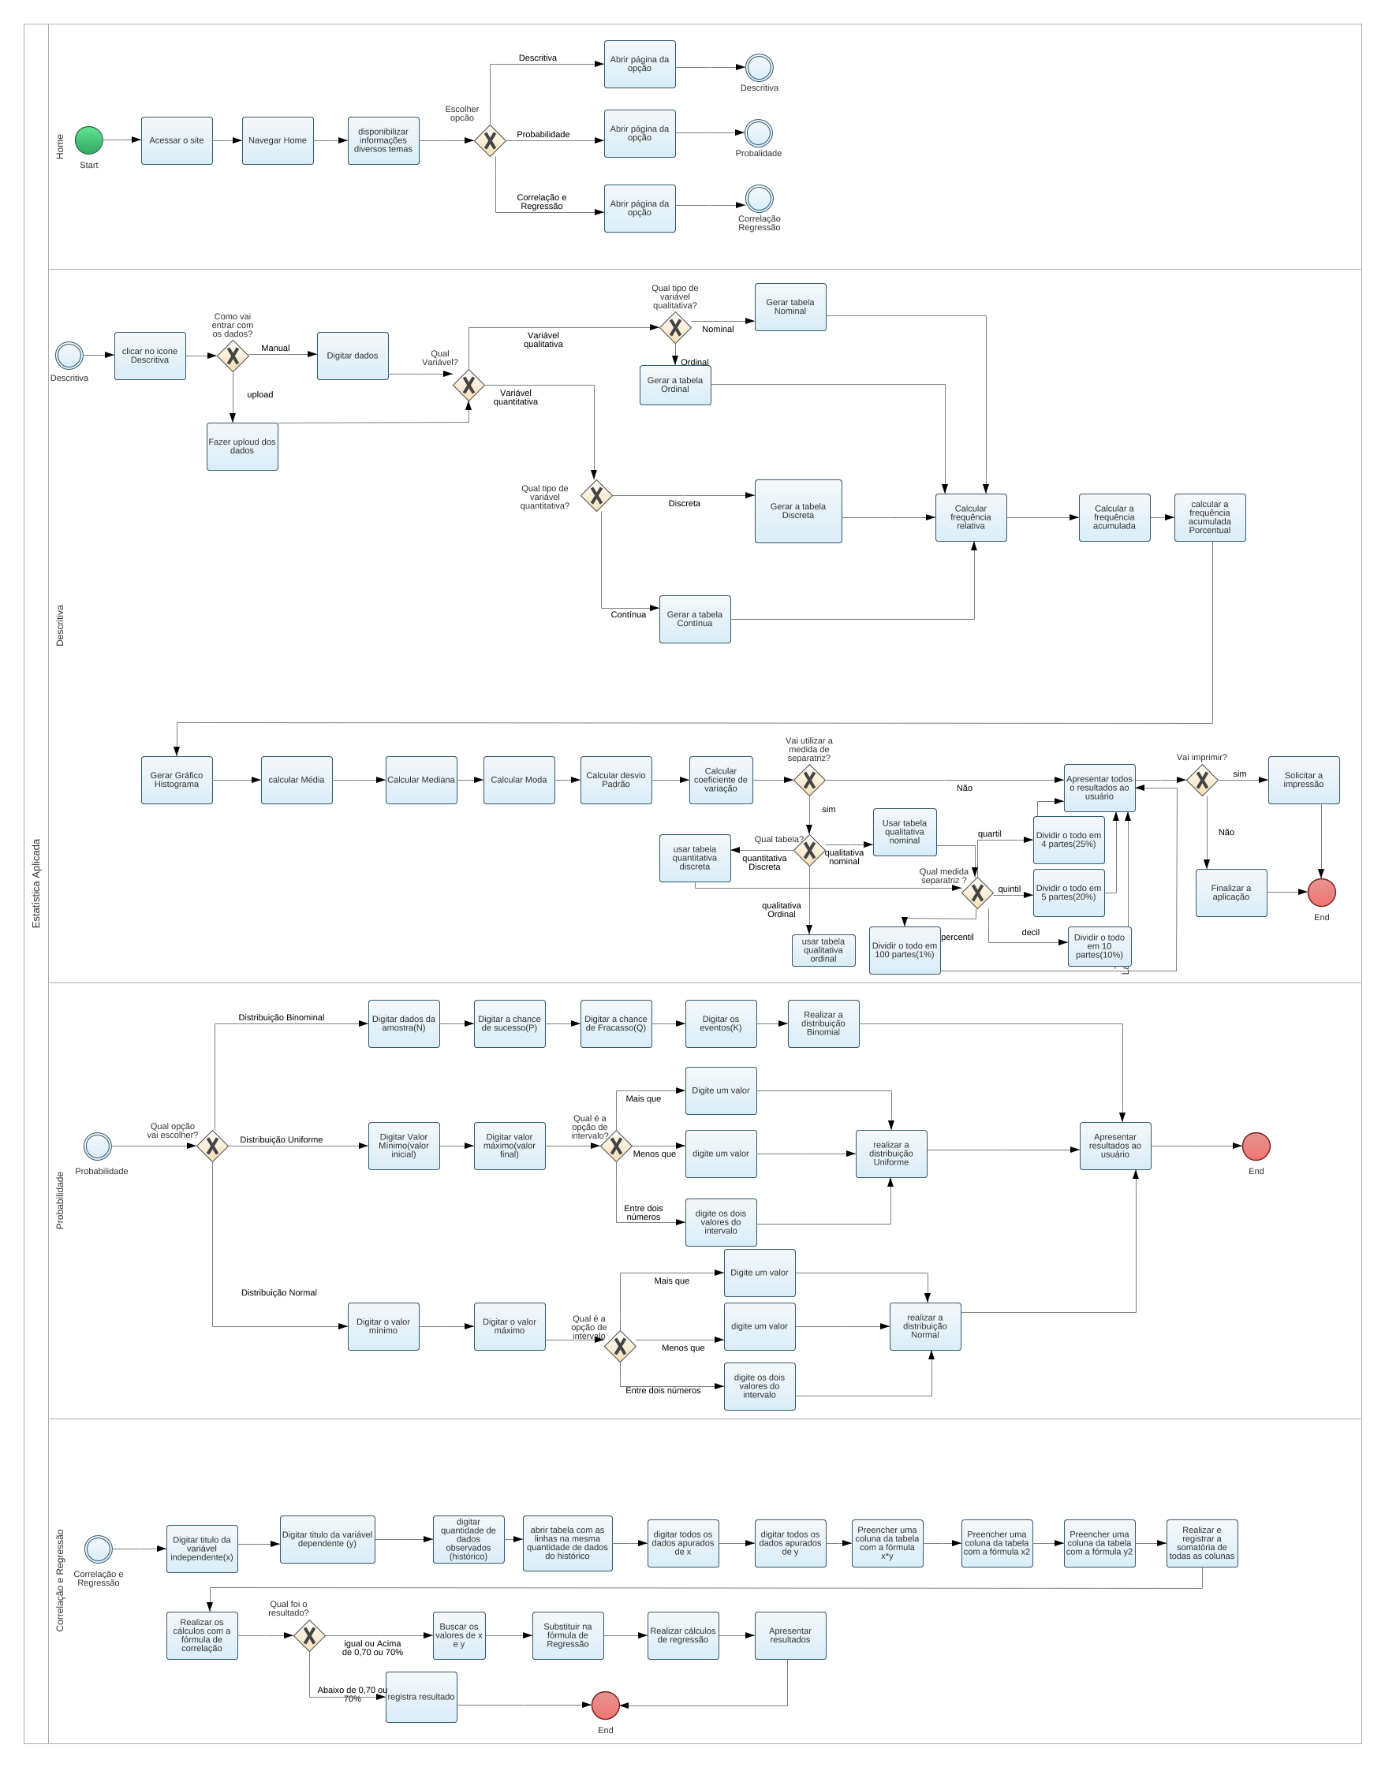 Estatística Aplicada
Home
Start
Acessar o site
Navegar Home
disponibilizar
informações
diversos temas
Escolher
opcão
Descritiva
Abrir página da
opção
Descritiva
Probabilidade
Abrir página da
opção
Probalidade
Correlação e
Regressão
Abrir página da
opção
Correlação
Regressão
Descritiva
Descritiva
clicar no icone
Descritiva
Como vai
entrar com
os dados?
Manual
Digitar dados
upload
Fazer uploud dos
dados
Qual
Variável?
Variável
qualitativa
Variável
quantitativa
Qual tipo de
variável
qualitativa?
Nominal
Gerar tabela
Nominal
Ordinal
Gerar a tabela
Ordinal
Qual tipo de
variável
quantitativa?
Discreta
Gerar a tabela
Discreta
Contínua
Gerar a tabela
Contínua
Calcular
frequência
relativa
Calcular a
frequência
acumulada
calcular a
frequência
acumulada
Porcentual
Gerar Gráfico
Histograma
calcular Média
Calcular Mediana
Calcular Moda
Calcular desvio
Padrão
Calcular
coeficiente de
variação
Vai utilizar a
medida de
separatriz?
Não
sim
Apresentar todos
o resultados ao
usuário
Vai imprimir?
sim
Solicitar a
impressão
Não
Finalizar a
aplicação
End
Qual tabela?
quantitativa
Discreta
usar tabela
quantitativa
discreta
qualitativa
nominal
Usar tabela
qualitativa
nominal
qualitativa
Ordinal
usar tabela
qualitativa
ordinal
Qual medida
separatriz ?
quartil
Dividir o todo em
4 partes(25%)
quintil
Dividir o todo em
5 partes(20%)
percentil
Dividir o todo em
100 partes(1%)
decil
Dividir o todo
em 10
partes(10%)
Probabilidade
Probabilidade
Qual opção
vai escolher?
Distribuição Binominal
Digitar dados da
amostra(N)
Digitar a chance
de sucesso(P)
Digitar a chance
de Fracasso(Q)
Digitar os
eventos(K)
Realizar a
distribuição
Binomial
Distribuição Uniforme
Digitar Valor
Mínimo(valor
inicial)
Digitar valor
máximo(valor
final)
Qual é a
opção de
intervalo?
Mais que
Digite um valor
Menos que
digite um valor
Entre dois
números
digite os dois
valores do
intervalo
realizar a
distribuição
Uniforme
Apresentar
resultados ao
usuário
End
Distribuição Normal
Digitar o valor
mínimo
Digitar o valor
máximo
Qual é a
opção de
intervalo
Mais que
Digite um valor
Menos que
digite um valor
Entre dois números
digite os dois
valores do
intervalo
realizar a
distribuição
Normal
Correlação e Regressão
Correlação e
Regressão
Digitar titulo da
variável
independente(x)
Digitar titulo da variável
dependente (y)
digitar
quantidade de
dados
observados
(histórico)
abrir tabela com as
linhas na mesma
quantidade de dados
do histórico
digitar todos os
dados apurados
de x
digitar todos os
dados apurados
de y
Preencher uma
coluna da tabela
com a fórmula
x*y
Preencher uma
coluna da tabela
com a fórmula x2
Preencher uma
coluna da tabela
com a fórmula y2
Realizar e
registrar a
somatória de
todas as colunas
Realizar os
cálculos com a
fórmula de
correlação
Qual foi o
resultado?
igual ou Acima
de 0,70 ou 70%
Buscar os
valores de x
e y
Substituir na
fórmula de
Regressão
Realizar cálculos
de regressão
Apresentar
resultados
Abaixo de 0,70 ou
70%
registra resultado
End